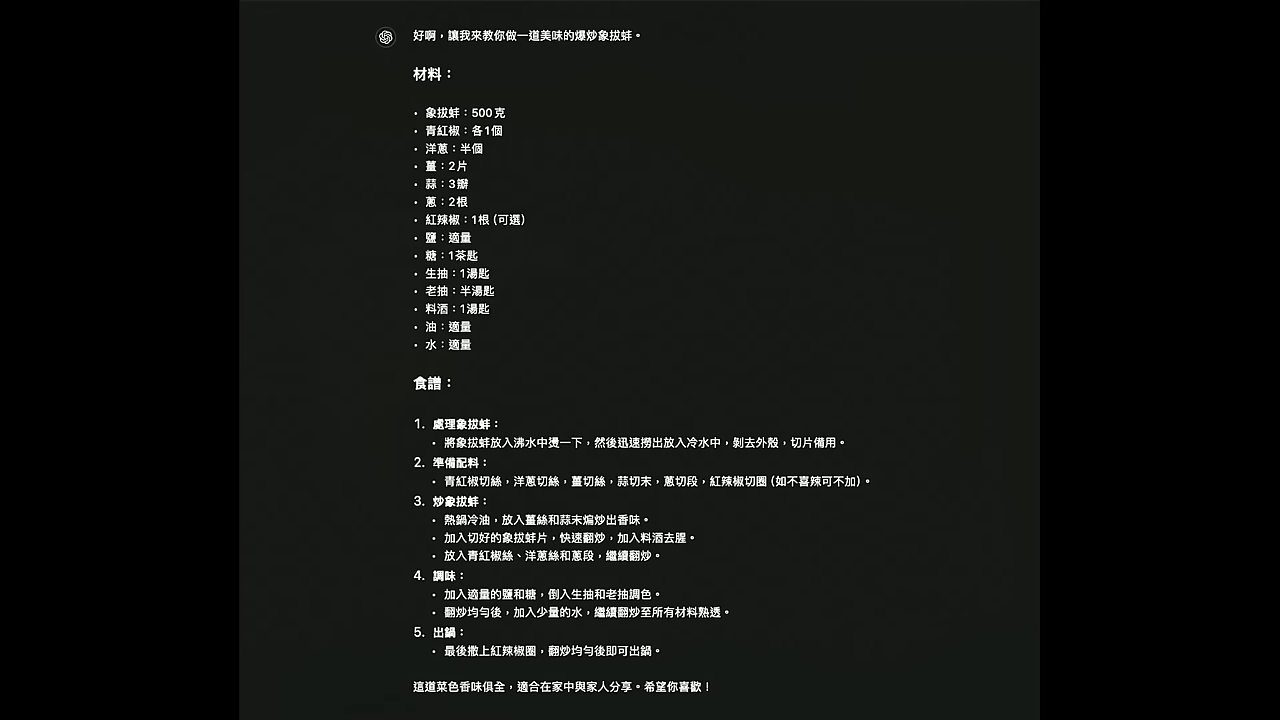 好啊，讓我來教你做一道美味的爆炒象拔蚌。
材料：
• 象拔蚌：500克
• 青紅椒：各1個
• 洋蔥：半個
• 薑：2片
• 蒜：3瓣
• 蔥：2根
• 紅辣椒：1根 (可選)
• 鹽：適量
• 糖：1茶匙
• 生抽：1湯匙
• 老抽：半湯匙
• 料酒：1湯匙
• 油：適量
• 水：適量
食譜：
1. 處理象拔蚌：
• 將象拔蚌放入沸水中燙一下，然後迅速撈出放入冷水中，剝去外殼，切片備用。
2. 準備配料：
• 青紅椒切絲，洋蔥切絲，薑切絲，蒜切末，蔥切段，紅辣椒切圈 (如不喜辣可不加)。
3. 炒象拔蚌：
• 熱鍋冷油，放入薑絲和蒜末煸炒出香味。
• 加入切好的象拔蚌片，快速翻炒，加入料酒去腥。
• 放入青紅椒絲、洋蔥絲和蔥段，繼續翻炒。
4. 調味：
• 加入適量的鹽和糖，倒入生抽和老抽調色。
• 翻炒均勻後，加入少量的水，繼續翻炒至所有材料熟透。
5. 出鍋：
• 最後撒上紅辣椒圈，翻炒均勻後即可出鍋。
這道菜色香味俱全，適合在家中與家人分享。希望你喜歡！